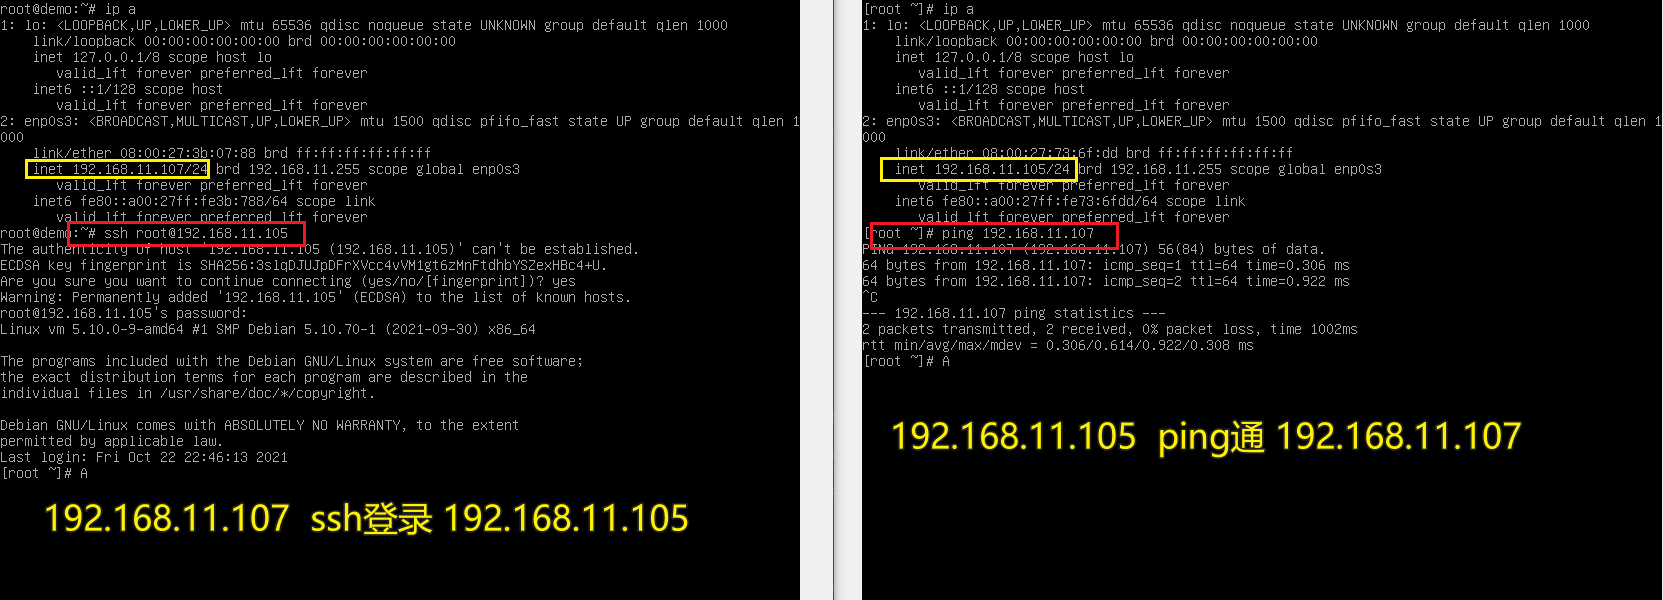 root@demo:~# ip a
1: lo: <LOOPBACK,UP,LOWER_UP> mtu 65536 qdisc noqueue state UNKNOWN group default qlen 1000
link/loopback 00:00:00:00:00:00 brd 00:00:00:00:00:00
inet 127.0.0.1/8 scope host lo
valid_lft forever preferred_lft forever
inet6 ::1/128 scope host
valid_lft forever preferred_lft forever
2: enp0s3: <BROADCAST,MULTICAST,UP,LOWER_UP> mtu 1500 qdisc pfifo_fast state UP group default qlen 1
000
link/ether 08:00:27:3b:07:88 brd ff:ff:ff:ff:ff:ff
inet 192.168.11.107/24 brd 192.168.11.255 scope global enp0s3
valid_lft forever preferred_lft forever
inet6 fe80::a00:27ff:fe3b:788/64 scope link
valid_lft forever preferred_lft forever
root@demo:~# ssh root@192.168.11.105
The authenticity of host '192.168.11.105 (192.168.11.105)' can't be established.
ECDSA key fingerprint is SHA256:3slqDJUJpDFrXVcc4vVM1gt6zMnFtdhbYSZexHBc4+U.
Are you sure you want to continue connecting (yes/no/[fingerprint])? yes
Warning: Permanently added '192.168.11.105' (ECDSA) to the list of known hosts.
root@192.168.11.105's password:
Linux vm 5.10.0-9-amd64 #1 SMP Debian 5.10.70-1 (2021-09-30) x86_64
The programs included with the Debian GNU/Linux system are free software;
the exact distribution terms for each program are described in the
individual files in /usr/share/doc/*/copyright.
Debian GNU/Linux comes with ABSOLUTELY NO WARRANTY, to the extent
permitted by applicable law.
Last login: Fri Oct 22 22:46:13 2021
[root ~]# A
192.168.11.107 ssh登录 192.168.11.105
[root ~]# ip a
1: lo: <LOOPBACK,UP,LOWER_UP> mtu 65536 qdisc noqueue state UNKNOWN group default qlen 1000
link/loopback 00:00:00:00:00:00 brd 00:00:00:00:00:00
inet 127.0.0.1/8 scope host lo
valid_lft forever preferred_lft forever
inet6 ::1/128 scope host
valid_lft forever preferred_lft forever
2: enp0s3: <BROADCAST,MULTICAST,UP,LOWER_UP> mtu 1500 qdisc pfifo_fast state UP group default qlen 1
000
link/ether 08:00:27:73:6f:dd brd ff:ff:ff:ff:ff:ff
inet 192.168.11.105/24 brd 192.168.11.255 scope global enp0s3
valid_lft forever preferred_lft forever
inet6 fe80::a00:27ff:fe73:6fdd/64 scope link
valid_lft forever preferred_lft forever
[root ~]# ping 192.168.11.107
PING 192.168.11.107 (192.168.11.107) 56(84) bytes of data.
64 bytes from 192.168.11.107: icmp_seq=1 ttl=64 time=0.306 ms
64 bytes from 192.168.11.107: icmp_seq=2 ttl=64 time=0.922 ms
^C
--- 192.168.11.107 ping statistics ---
2 packets transmitted, 2 received, 0% packet loss, time 1002ms
rtt min/avg/max/mdev = 0.306/0.614/0.922/0.308 ms
[root ~]# A
192.168.11.105 ping通 192.168.11.107